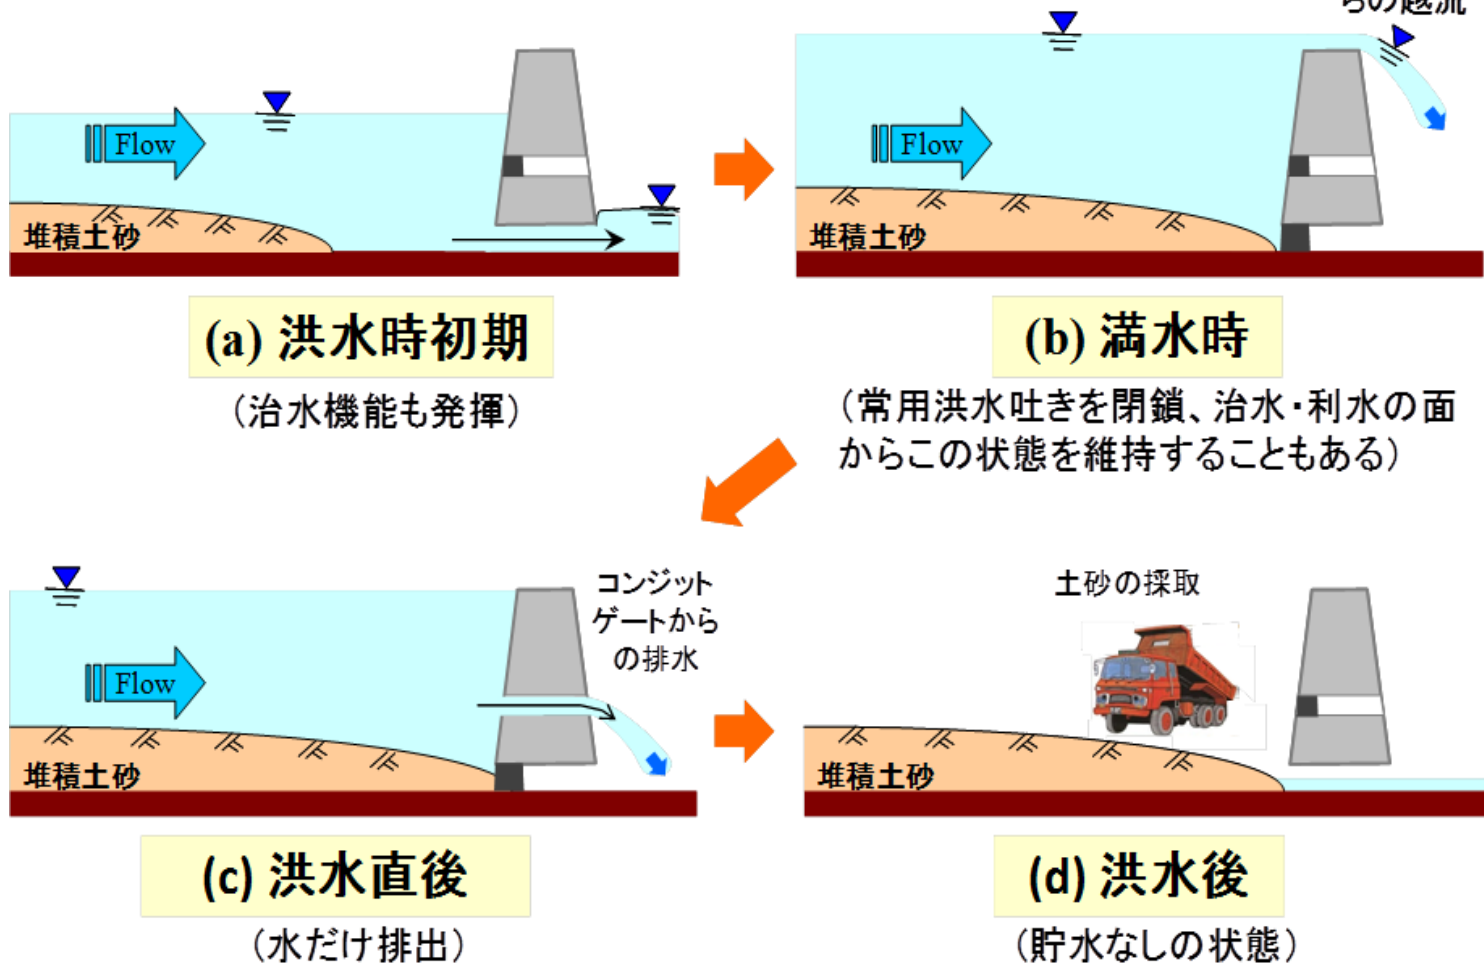 らの越流
Flow
堆積土砂
(a) 洪水時初期
（治水機能も発揮）
Flow
堆積土砂
(b) 満水時
（常用洪水吐きを閉鎖、治水・利水の面
からこの状態を維持することもある）
コンジット
ゲートから
の排水
Flow
堆積土砂
(c) 洪水直後
（水だけ排出）
土砂の採取
堆積土砂
(d) 洪水後
（貯水なしの状態）